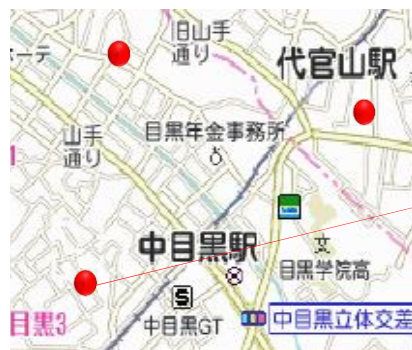 旧山手
通り
ーテ
代官山駅
山手
通り
目黒年金事務所
中目黒駅
目黒学院高
文
S
目黒3
中目黒GT
中目黒立体交差